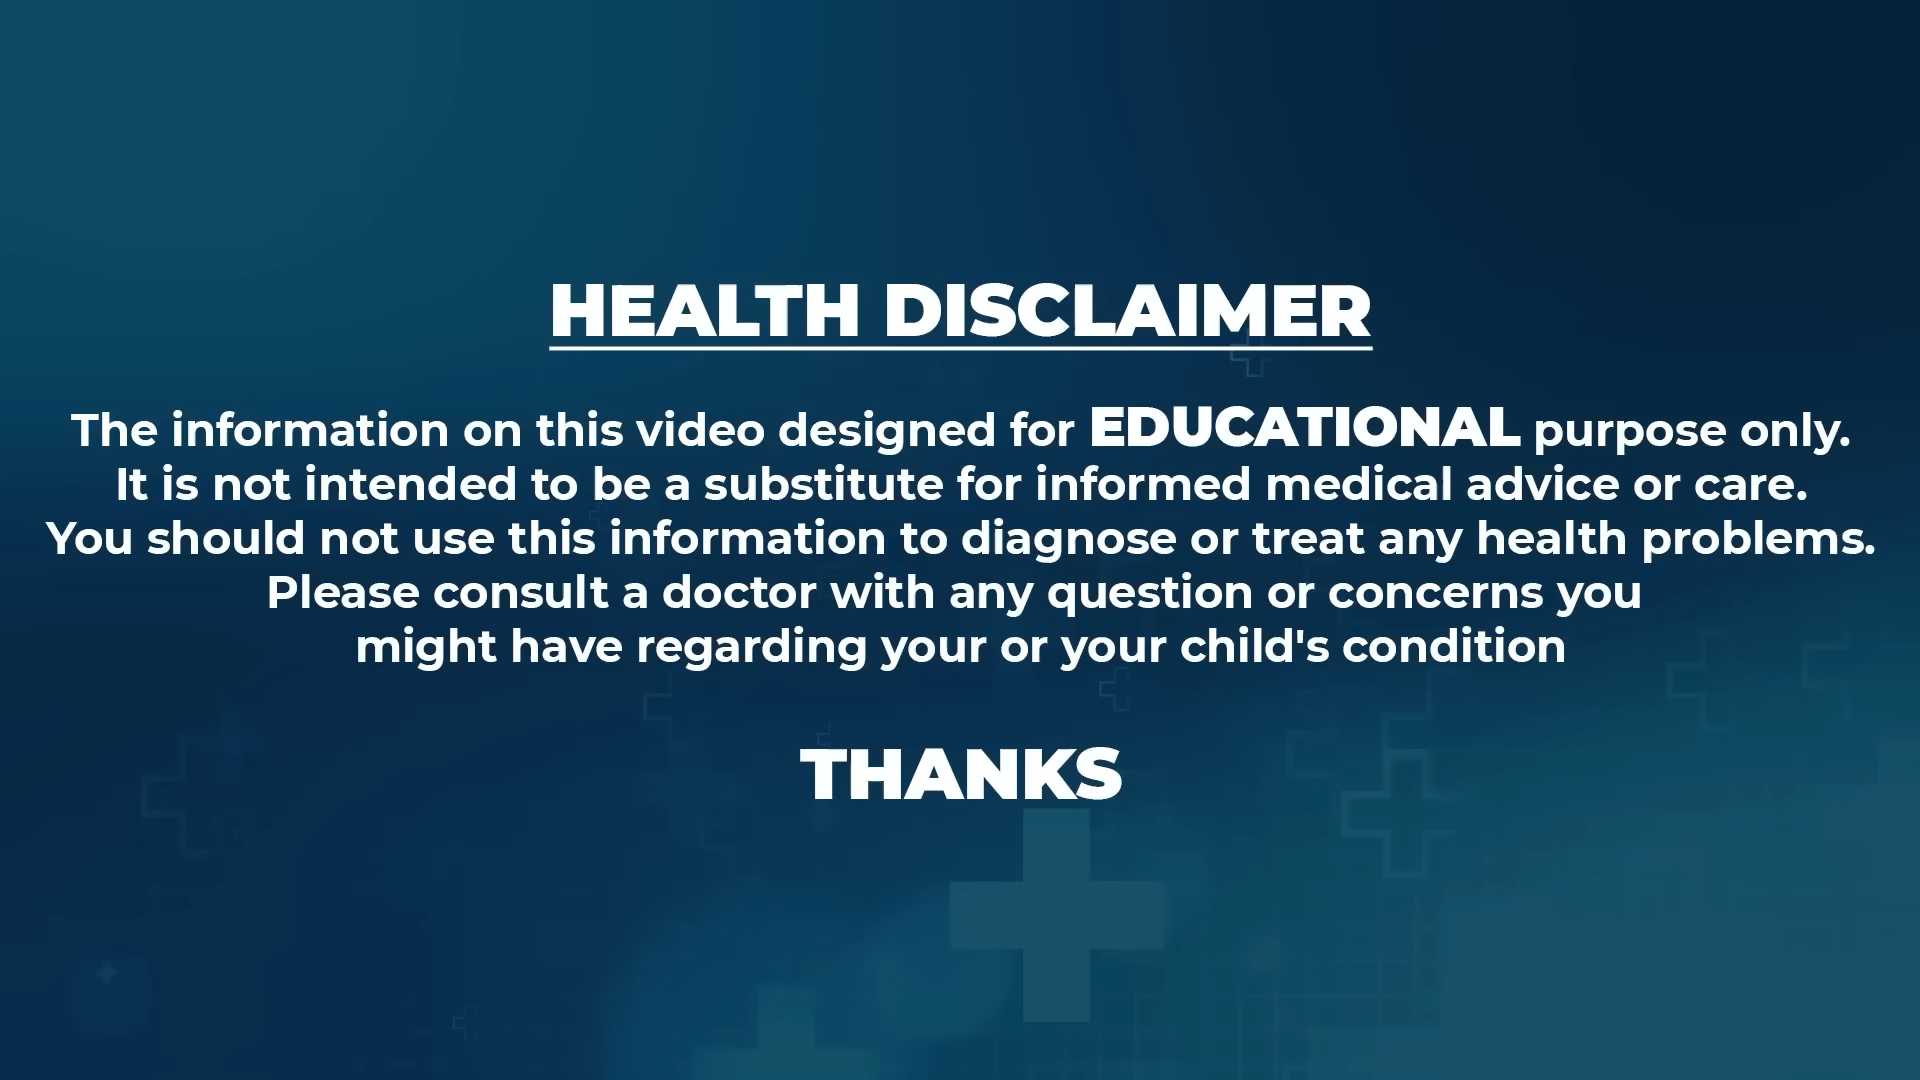 HEALTH DISCLAIMER
The information on this video designed for EDUCATIONAL purpose only.
It is not intended to be a substitute for informed medical advice or care.
You should not use this information to diagnose or treat any health problems.
Please consult a doctor with any question or concerns you
might have regarding your or your child's condition
THANKS